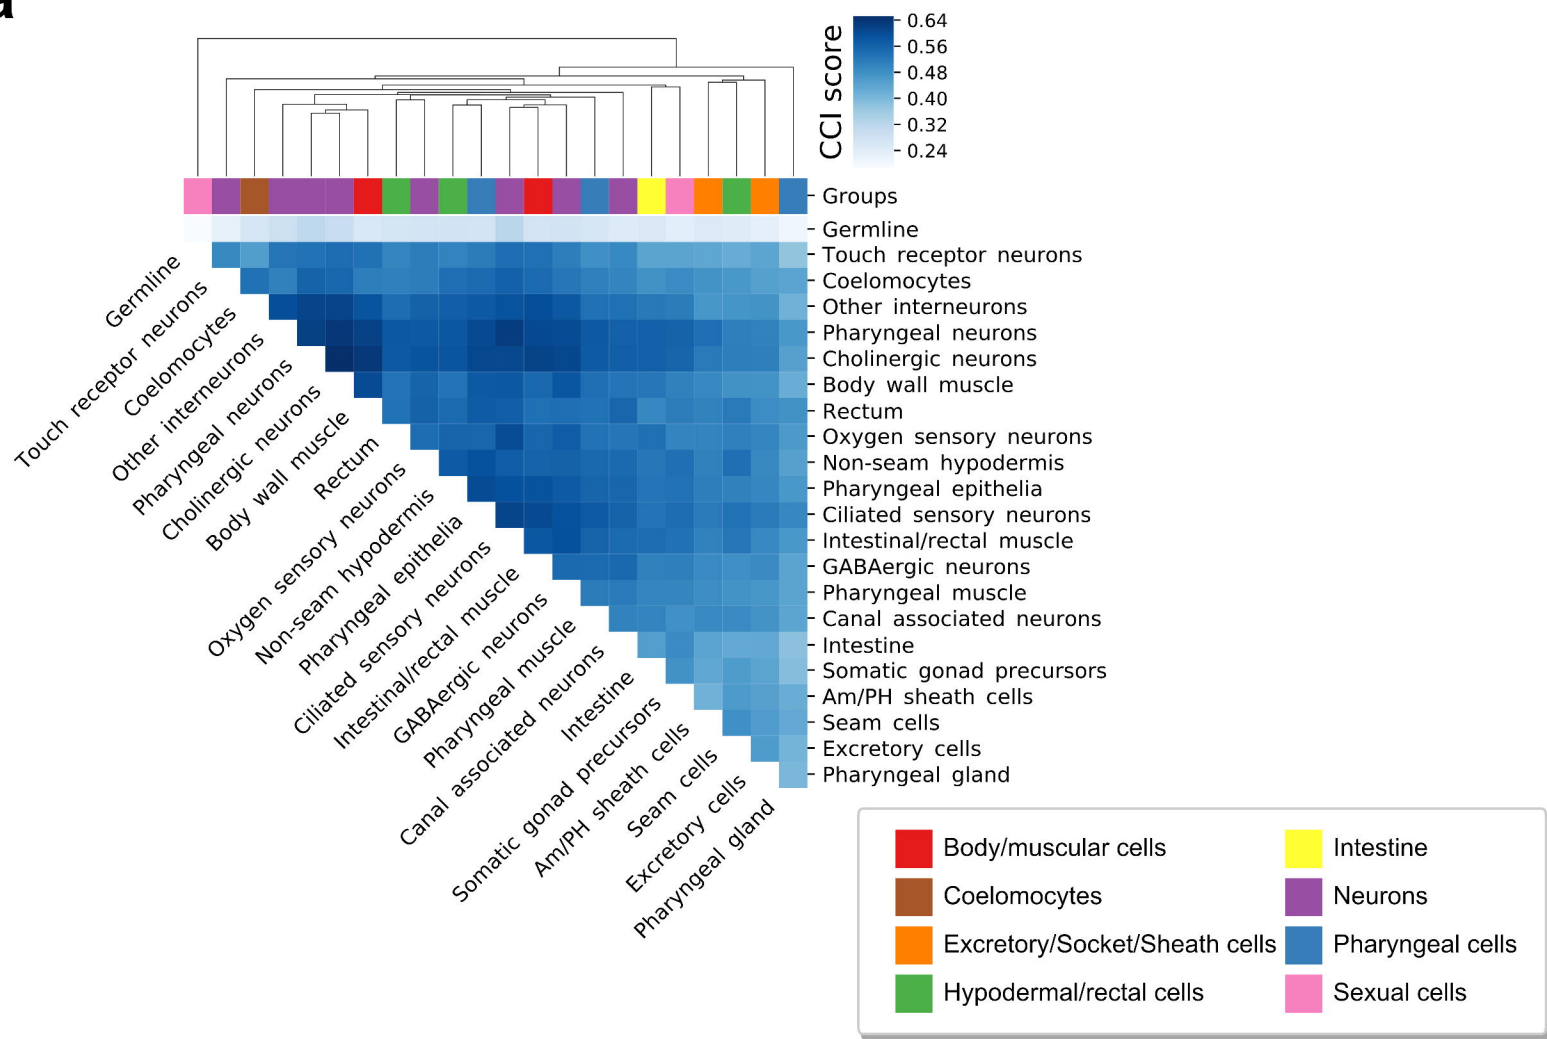 a
CCI score
0.64
0.56
0.48
0.40
0.32
0.24
Groups
Germline
Touch receptor neurons
Coelomocytes
Other interneurons
Pharyngeal neurons
Cholinergic neurons
Body wall muscle
Rectum
Oxygen sensory neurons
Non-seam hypodermis
Pharyngeal epithelia
Ciliated sensory neurons
Intestinal/rectal muscle
GABAergic neurons
Pharyngeal muscle
Canal associated neurons
Intestine
Somatic gonad precursors
Am/PH sheath cells
Seam cells
Excretory cells
Pharyngeal gland
Germline
Touch receptor neurons
Coelomocytes
Other interneurons
Pharyngeal neurons
Cholinergic neurons
Body wall muscle
Rectum
Oxygen sensory neurons
Non-seam hypodermis
Pharyngeal epithelia
Ciliated sensory neurons
Intestinal/rectal muscle
GABAergic neurons
Pharyngeal muscle
Canal associated neurons
Intestine
Somatic gonad precursors
Am/PH sheath cells
Seam cells
Excretory cells
Pharyngeal gland
Body/muscular cells
Coelomocytes
Excretory/Socket/Sheath cells
Hypodermal/rectal cells
Intestine
Neurons
Pharyngeal cells
Sexual cells